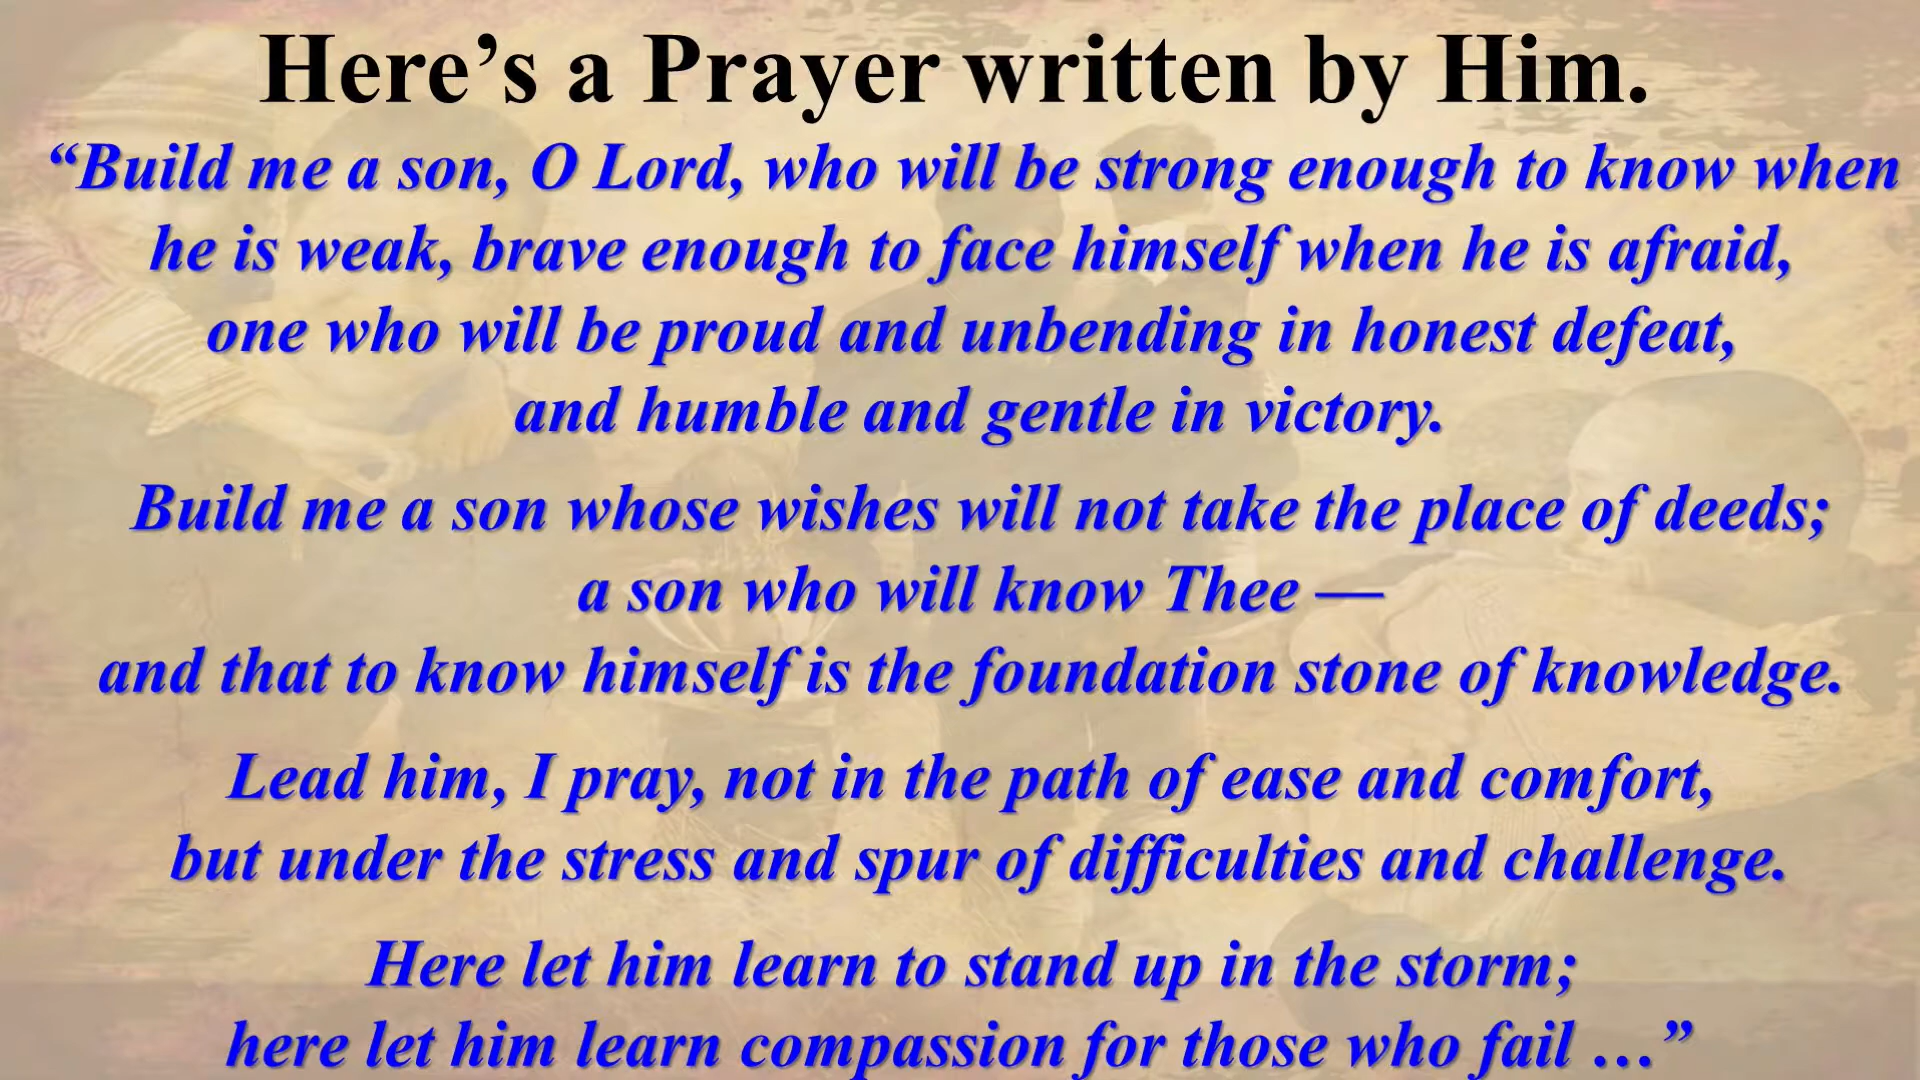 Here’s a Prayer written by Him.
“Build me a son, O Lord, who will be strong enough to know when
he is weak, brave enough to face himself when he is afraid,
one who will be proud and unbending in honest defeat,
and humble and gentle in victory.
Build me a son whose wishes will not take the place of deeds;
a son who will know Thee —
and that to know himself is the foundation stone of knowledge.
Lead him, I pray, not in the path of ease and comfort,
but under the stress and spur of difficulties and challenge.
Here let him learn to stand up in the storm;
here let him learn compassion for those who fail …”